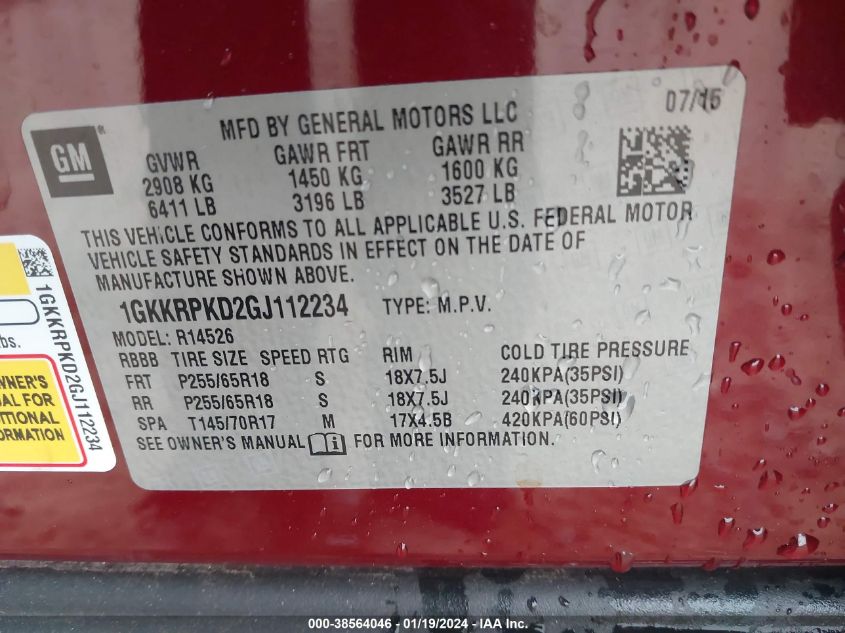 MFD BY GENERAL MOTORS LLC 07/15
GM®
GVWR GAWR FRT GAWR RR
2908 KG 1450 KG 1600 KG
6411 LB 3196 LB 3527 LB
THIS VEHICLE CONFORMS TO ALL APPLICABLE U.S. FEDERAL MOTOR
VEHICLE SAFETY STANDARDS IN EFFECT ON THE DATE OF
MANUFACTURE SHOWN ABOVE.
1GKKRPKD2GJ112234 TYPE: M.P.V.
MODEL: R14526
RBBB TIRE SIZE SPEED RTG RIM COLD TIRE PRESSURE
FRT P255/65R18 S 18X7.5J 240KPA(35PSI)
RR P255/65R18 S 18X7.5J 240KPA(35PSI)
SPA T145/70R17 M 17X4.5B 420KPA(60PSI)
SEE OWNER'S MANUAL i FOR MORE INFORMATION.
1GKKRPKD2GJ112234
lbs.
OWNER'S
FOR
000-38564046 - 01/19/2024 - IAA Inc.